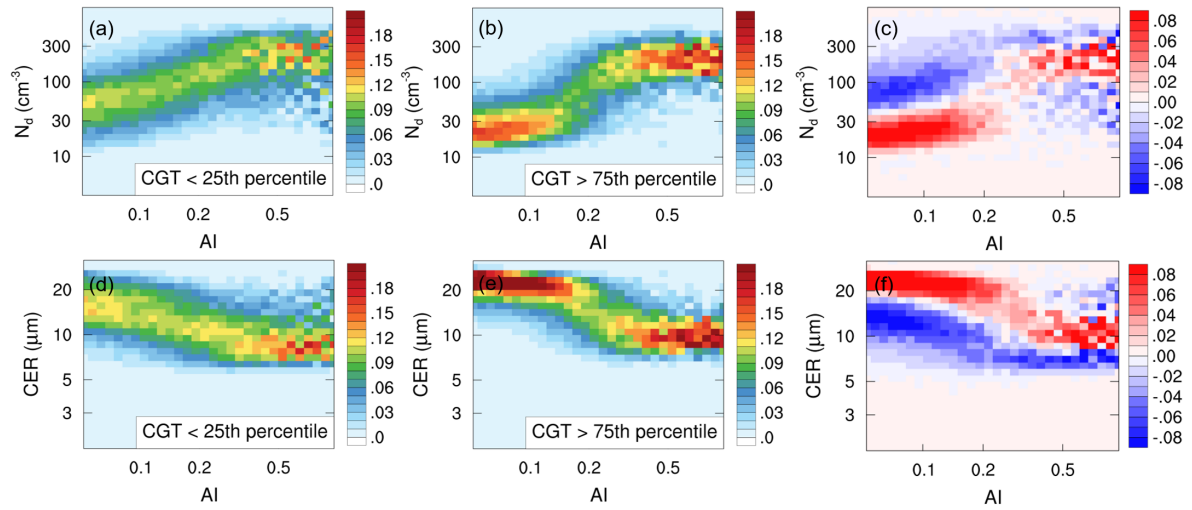 (a)
N_d (cm⁻³)
300
100
30
10
CGT < 25th percentile
0.1 0.2 0.5
AI
.18
.15
.12
.09
.06
.03
.0
(b)
N_d (cm⁻³)
300
100
30
10
CGT > 75th percentile
0.1 0.2 0.5
AI
.18
.15
.12
.09
.06
.03
.0
(c)
N_d (cm⁻³)
300
100
30
10
0.1 0.2 0.5
AI
.08
.06
.04
.02
.00
-.02
-.04
-.06
-.08
(d)
CER (μm)
20
10
5
3
CGT < 25th percentile
0.1 0.2 0.5
AI
.18
.15
.12
.09
.06
.03
.0
(e)
CER (μm)
20
10
5
3
CGT > 75th percentile
0.1 0.2 0.5
AI
.18
.15
.12
.09
.06
.03
.0
(f)
CER (μm)
20
10
5
3
0.1 0.2 0.5
AI
.08
.06
.04
.02
.00
-.02
-.04
-.06
-.08